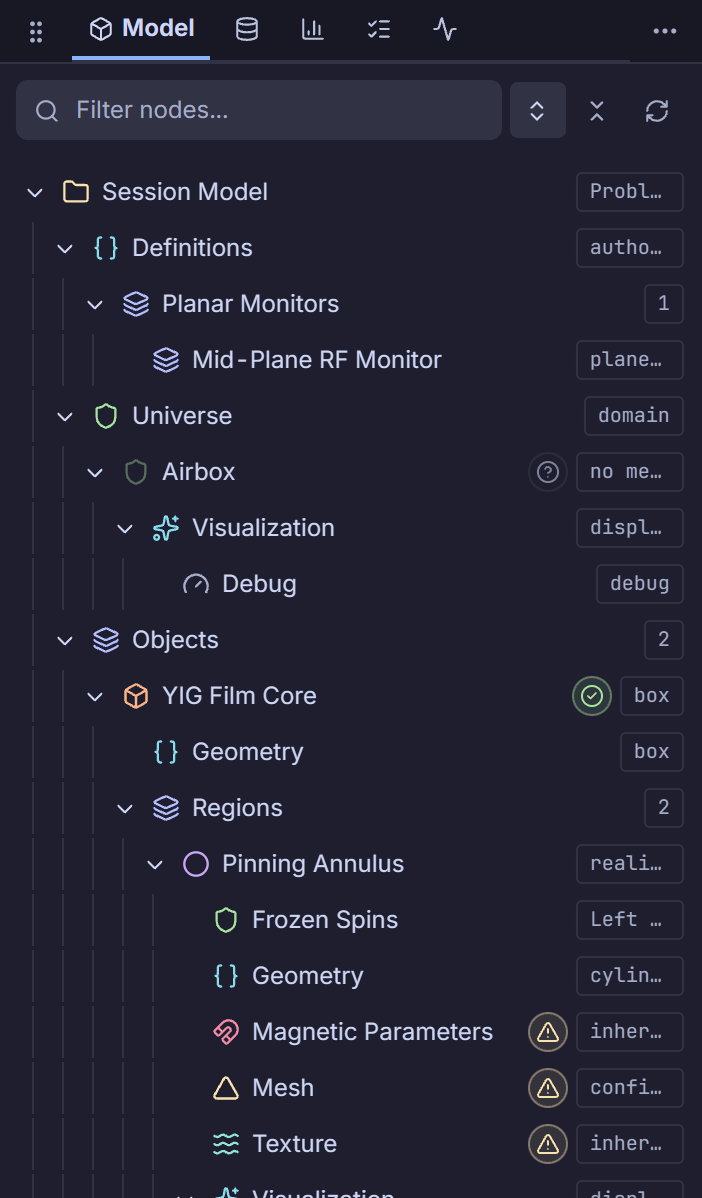 Model
Filter nodes...
Session Model Probl…
Definitions autho…
Planar Monitors 1
Mid-Plane RF Monitor plane…
Universe domain
Airbox no me…
Visualization displ…
Debug debug
Objects 2
YIG Film Core box
Geometry box
Regions 2
Pinning Annulus reali…
Frozen Spins Left …
Geometry cylin…
Magnetic Parameters inher…
Mesh confi…
Texture inher…
Visualization displ…